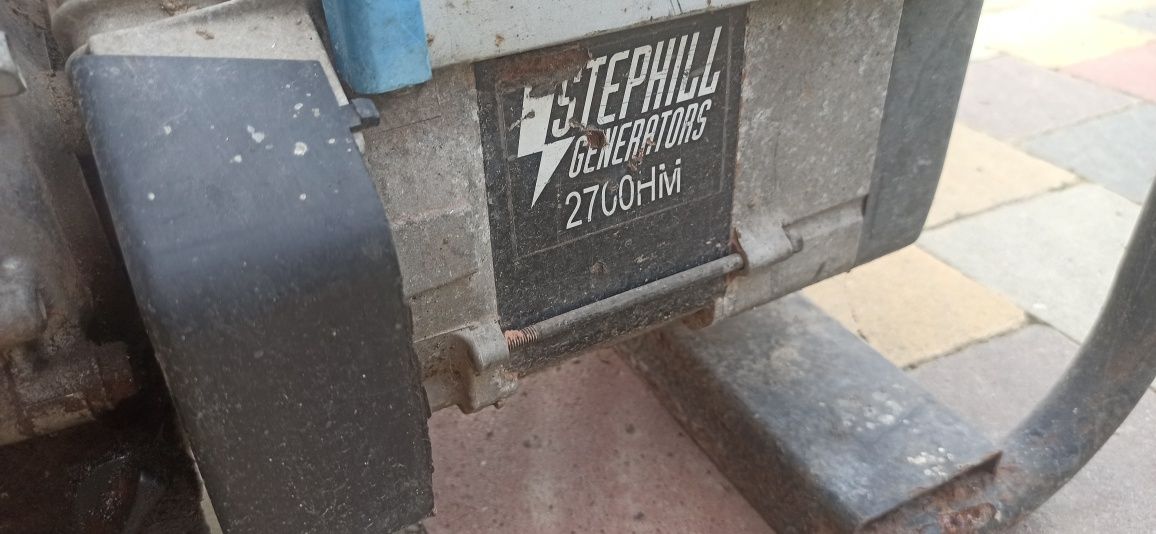 STEPHILL
GENERATORS
2700HM